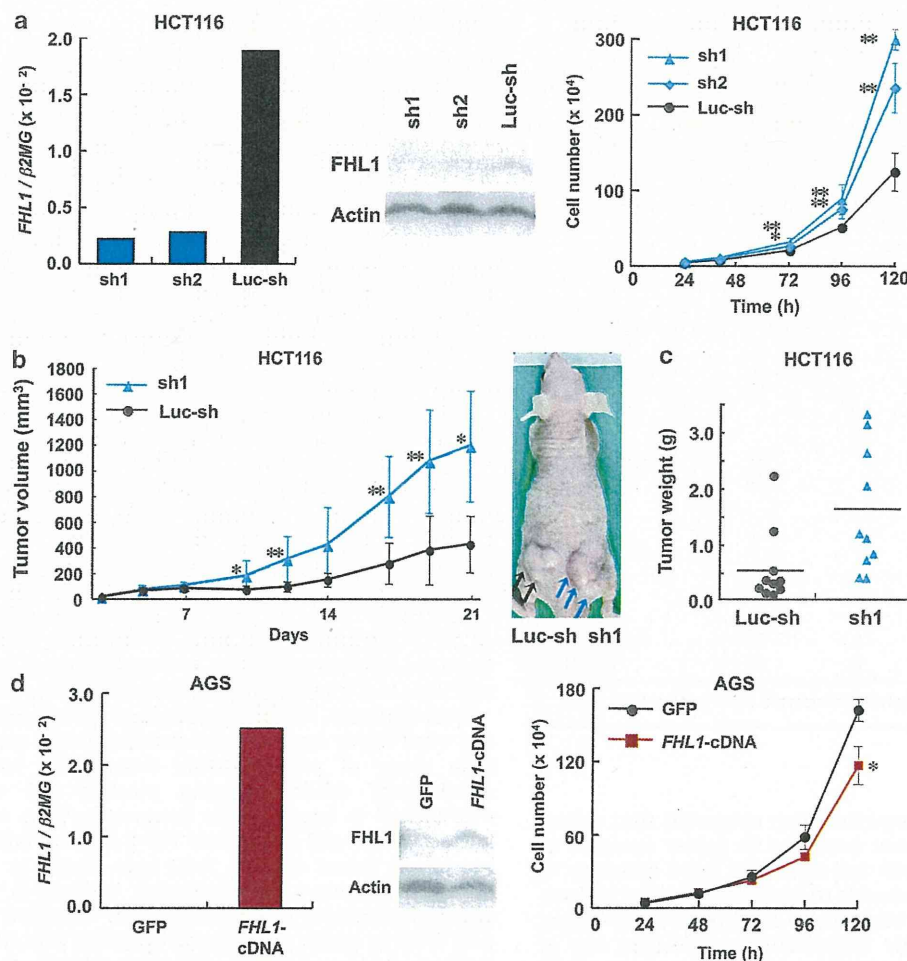 a
HCT116
FHL1 / β2MG (x 10⁻²)
2.0
1.5
1.0
0.5
0.0
sh1 sh2 Luc-sh
sh1 sh2 Luc-sh
FHL1
Actin
HCT116
Cell number (x 10⁴)
300
200
100
0
sh1
sh2
Luc-sh
**
**
**
**
**
*
0 24 48 72 96 120
Time (h)
b
HCT116
Tumor volume (mm³)
1800
1600
1400
1200
1000
800
600
400
200
0
sh1
Luc-sh
* ** ** ** *
7 14 21
Days
Luc-sh sh1
c
HCT116
Tumor weight (g)
3.0
2.0
1.0
0.0
Luc-sh sh1
d
AGS
FHL1 / β2MG (x 10⁻²)
3.0
2.0
1.0
0.0
GFP FHL1-
cDNA
GFP FHL1-cDNA
FHL1
Actin
AGS
Cell number (x 10⁴)
180
120
60
0
GFP
FHL1-cDNA
*
0 24 48 72 96 120
Time (h)